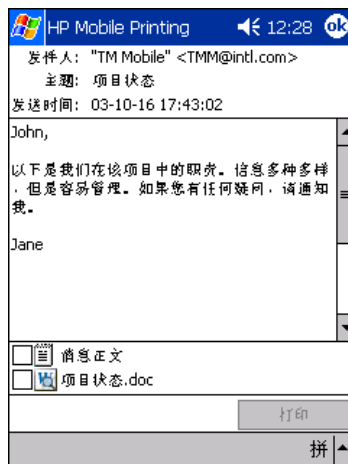 HP Mobile Printing 12:28 ok
发件人: "TM Mobile" <TMM@intl.com>
主题: 项目状态
发送时间: 03-10-16 17:43:02
John,
以下是我们在该项目中的职责。信息多种多样
，但是容易管理。如果您有任何疑问，请通知
我。
Jane
消息正文
项目状态.doc
打印
拼